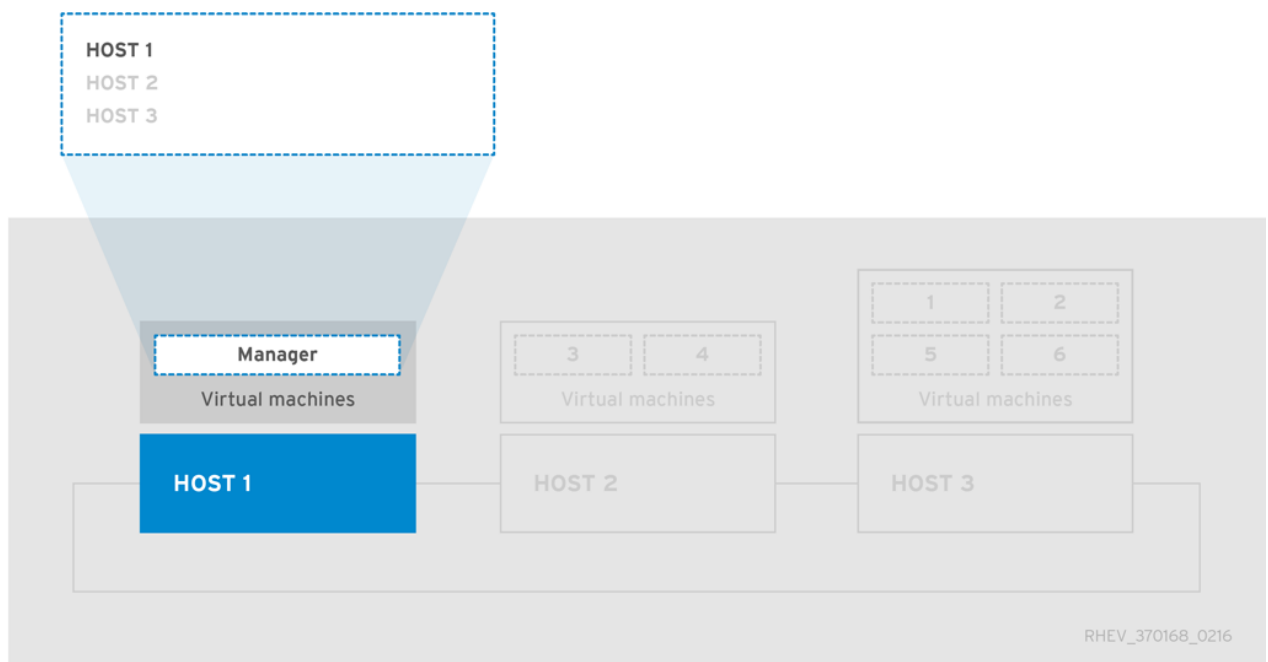 HOST 1
HOST 2
HOST 3
1 2
Manager
3 4
5 6
Virtual machines
Virtual machines
Virtual machines
HOST 1
HOST 2
HOST 3
RHEV_370168_0216